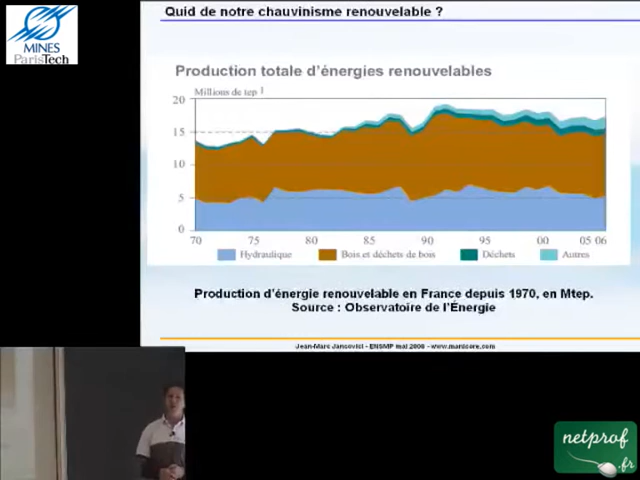 Quid de notre chauvinisme renouvelable ?
MINES
ParisTech
Production totale d'énergies renouvelables
Millions de tep 1
20
15
10
5
0
70 75 80 85 90 95 00 05 06
Hydraulique Bois et déchets de bois Déchets Autres
Production d'énergie renouvelable en France depuis 1970, en Mtep.
Source : Observatoire de l'Énergie
Jean-Marc Jancovici - ENSMP mai 2008 - www.manicore.com
netprof
.fr